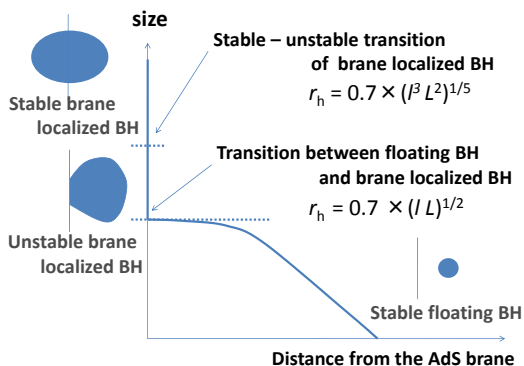 size
Stable – unstable transition
of brane localized BH
r_h = 0.7 × (l³ L²)^{1/5}
Stable brane
localized BH
Transition between floating BH
and brane localized BH
r_h = 0.7 × (l L)^{1/2}
Unstable brane
localized BH
Stable floating BH
Distance from the AdS brane